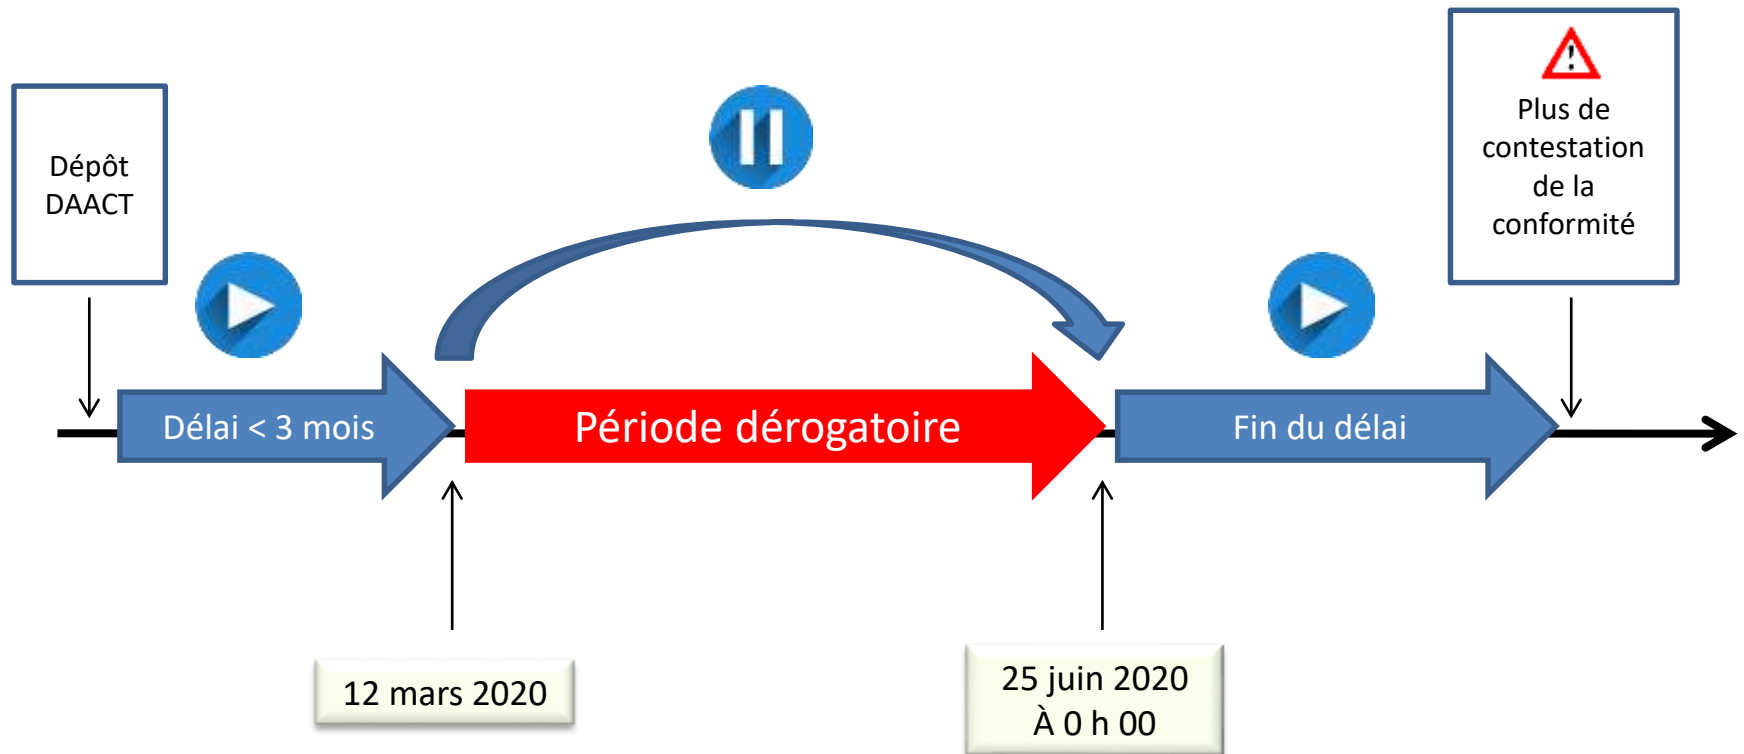 Dépôt
DAACT
!
Plus de
contestation
de la
conformité
Délai < 3 mois
Période dérogatoire
Fin du délai
12 mars 2020
25 juin 2020
À 0 h 00